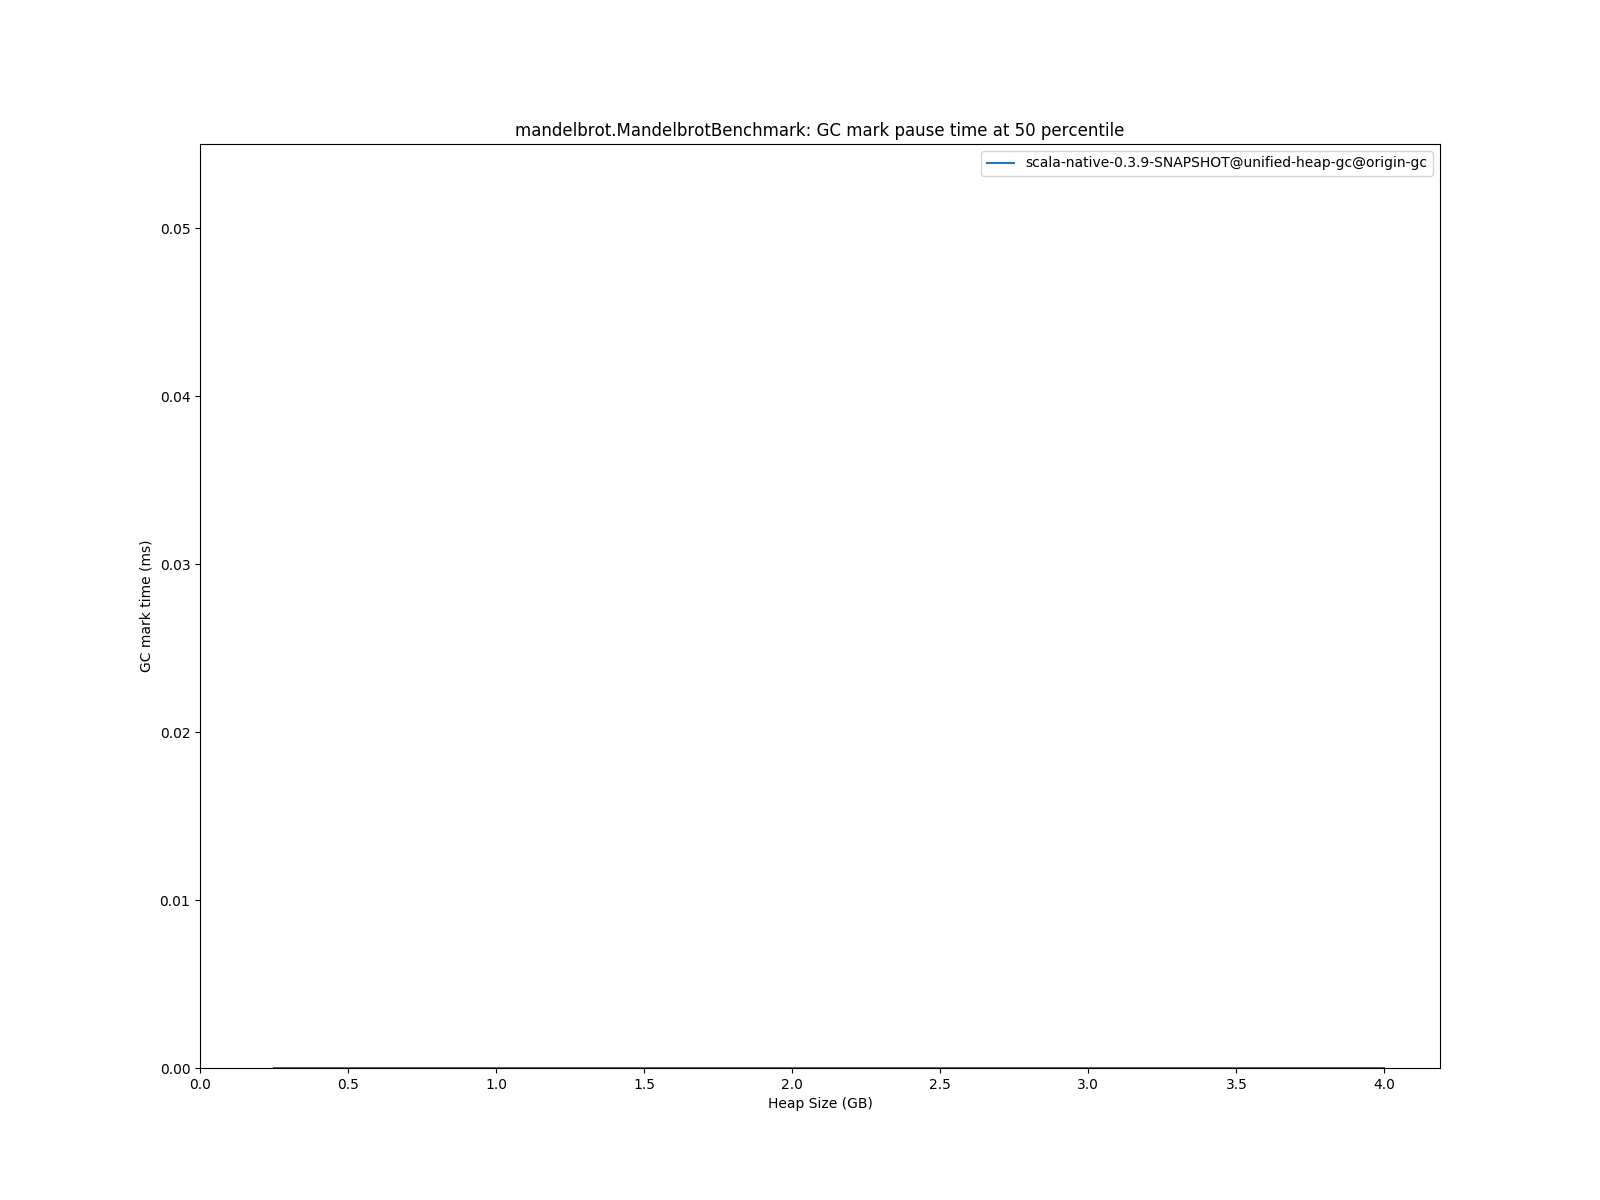 mandelbrot.MandelbrotBenchmark: GC mark pause time at 50 percentile
scala-native-0.3.9-SNAPSHOT@unified-heap-gc@origin-gc
0.05
0.04
0.03
0.02
0.01
0.00
GC mark time (ms)
0.0 0.5 1.0 1.5 2.0 2.5 3.0 3.5 4.0
Heap Size (GB)